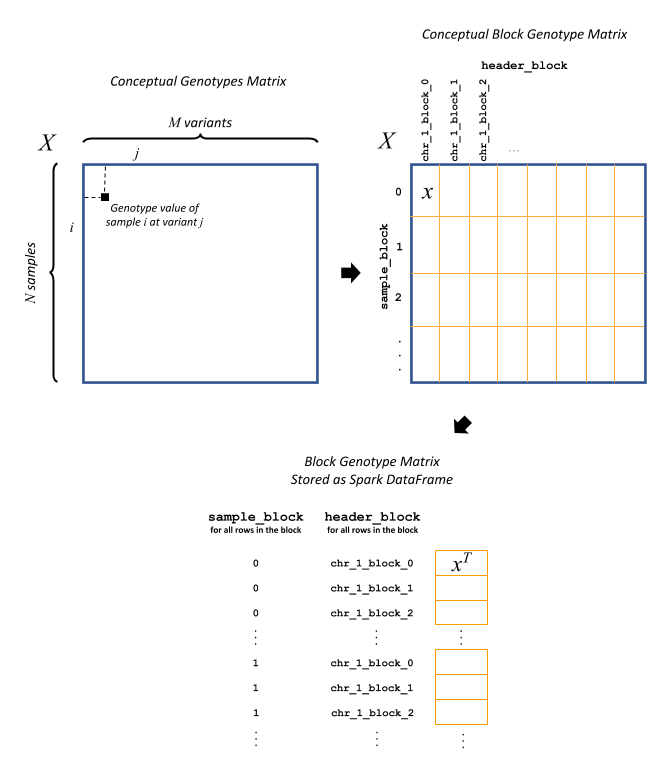 Conceptual Block Genotype Matrix
header_block
Conceptual Genotypes Matrix
chr_1_block_0
chr_1_block_1
chr_1_block_2
...
M variants
X
j
X
0
x
Genotype value of
sample i at variant j
i
N samples
sample_block
1
2
.
.
.
Block Genotype Matrix
Stored as Spark DataFrame
sample_block header_block
for all rows in the block for all rows in the block
0 chr_1_block_0 x^T
0 chr_1_block_1
0 chr_1_block_2
⋮ ⋮ ⋮
1 chr_1_block_0
1 chr_1_block_1
1 chr_1_block_2
⋮ ⋮ ⋮